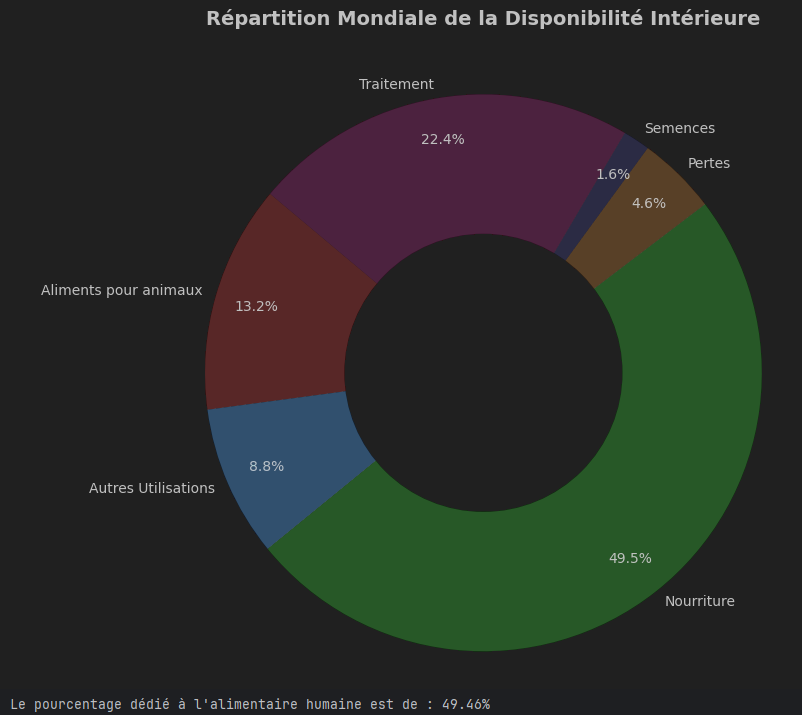 Répartition Mondiale de la Disponibilité Intérieure
Traitement
22.4%
Semences
1.6%
Pertes
4.6%
Aliments pour animaux
13.2%
Autres Utilisations
8.8%
49.5%
Nourriture
Le pourcentage dédié à l'alimentaire humaine est de : 49.46%